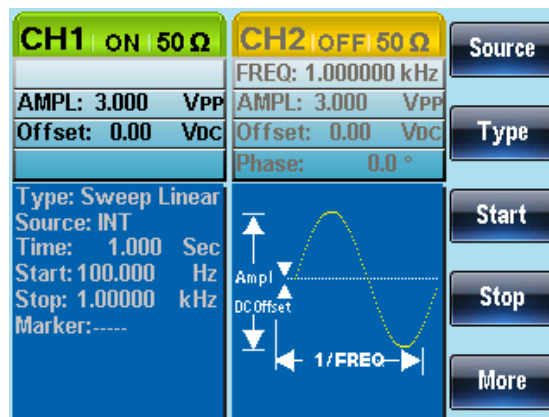 CH1 ON 50 Ω
AMPL: 3.000 VPP
Offset: 0.00 VDC
Type: Sweep Linear
Source: INT
Time: 1.000 Sec
Start: 100.000 Hz
Stop: 1.00000 kHz
Marker:-----
CH2 OFF 50 Ω
FREQ: 1.000000 kHz
AMPL: 3.000 VPP
Offset: 0.00 VDC
Phase: 0.0 °
Ampl
DC Offset
1/FREQ
Source
Type
Start
Stop
More